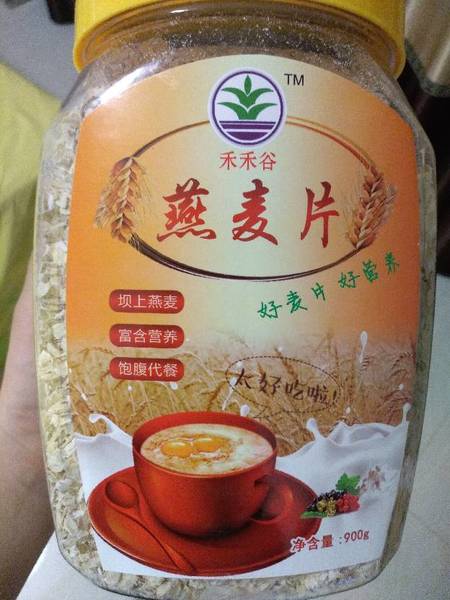 TM
禾禾谷
燕麦片
好麦片 好营养
坝上燕麦
富含营养
饱腹代餐
太好吃啦!
净含量:900g